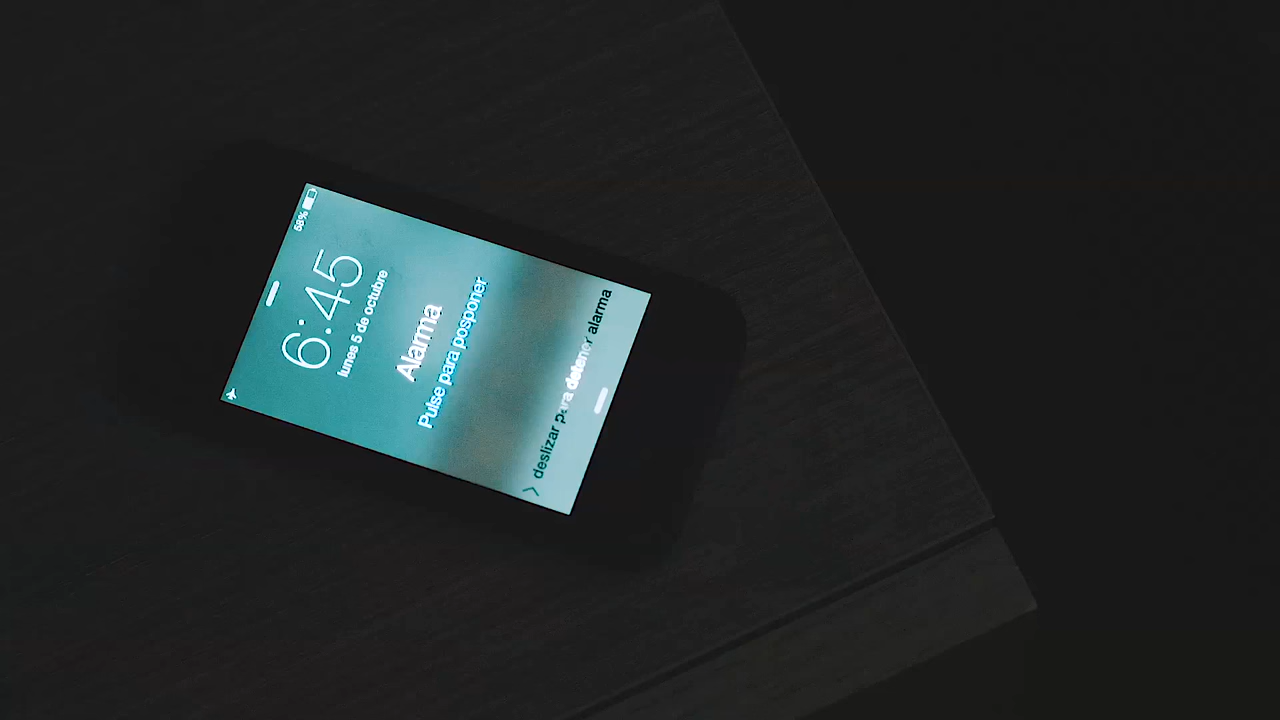 58%
6:45
lunes 5 de octubre
Alarma
Pulse para posponer
> deslizar para detener alarma